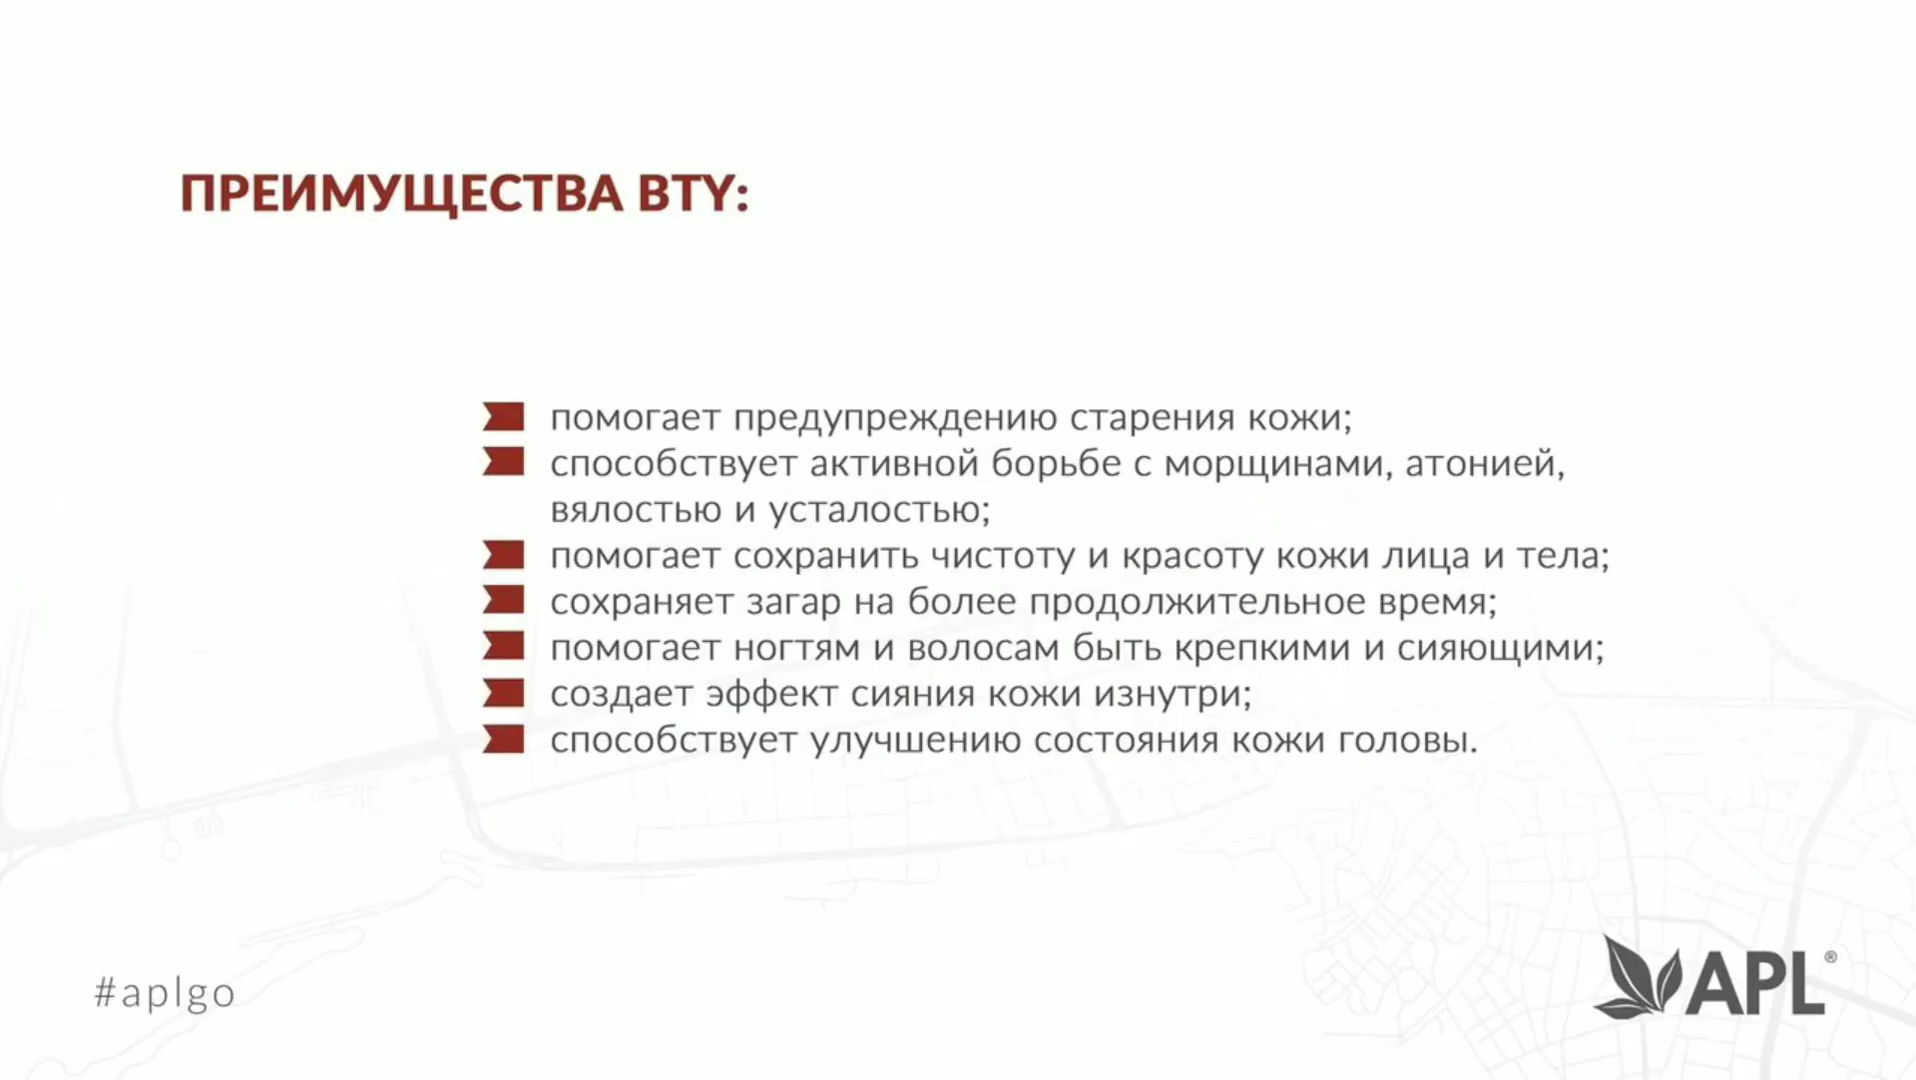 ПРЕИМУЩЕСТВА BTY:
помогает предупреждению старения кожи;
способствует активной борьбе с морщинами, атонией,
вялостью и усталостью;
помогает сохранить чистоту и красоту кожи лица и тела;
сохраняет загар на более продолжительное время;
помогает ногтям и волосам быть крепкими и сияющими;
создает эффект сияния кожи изнутри;
способствует улучшению состояния кожи головы.
#aplgo
APL®